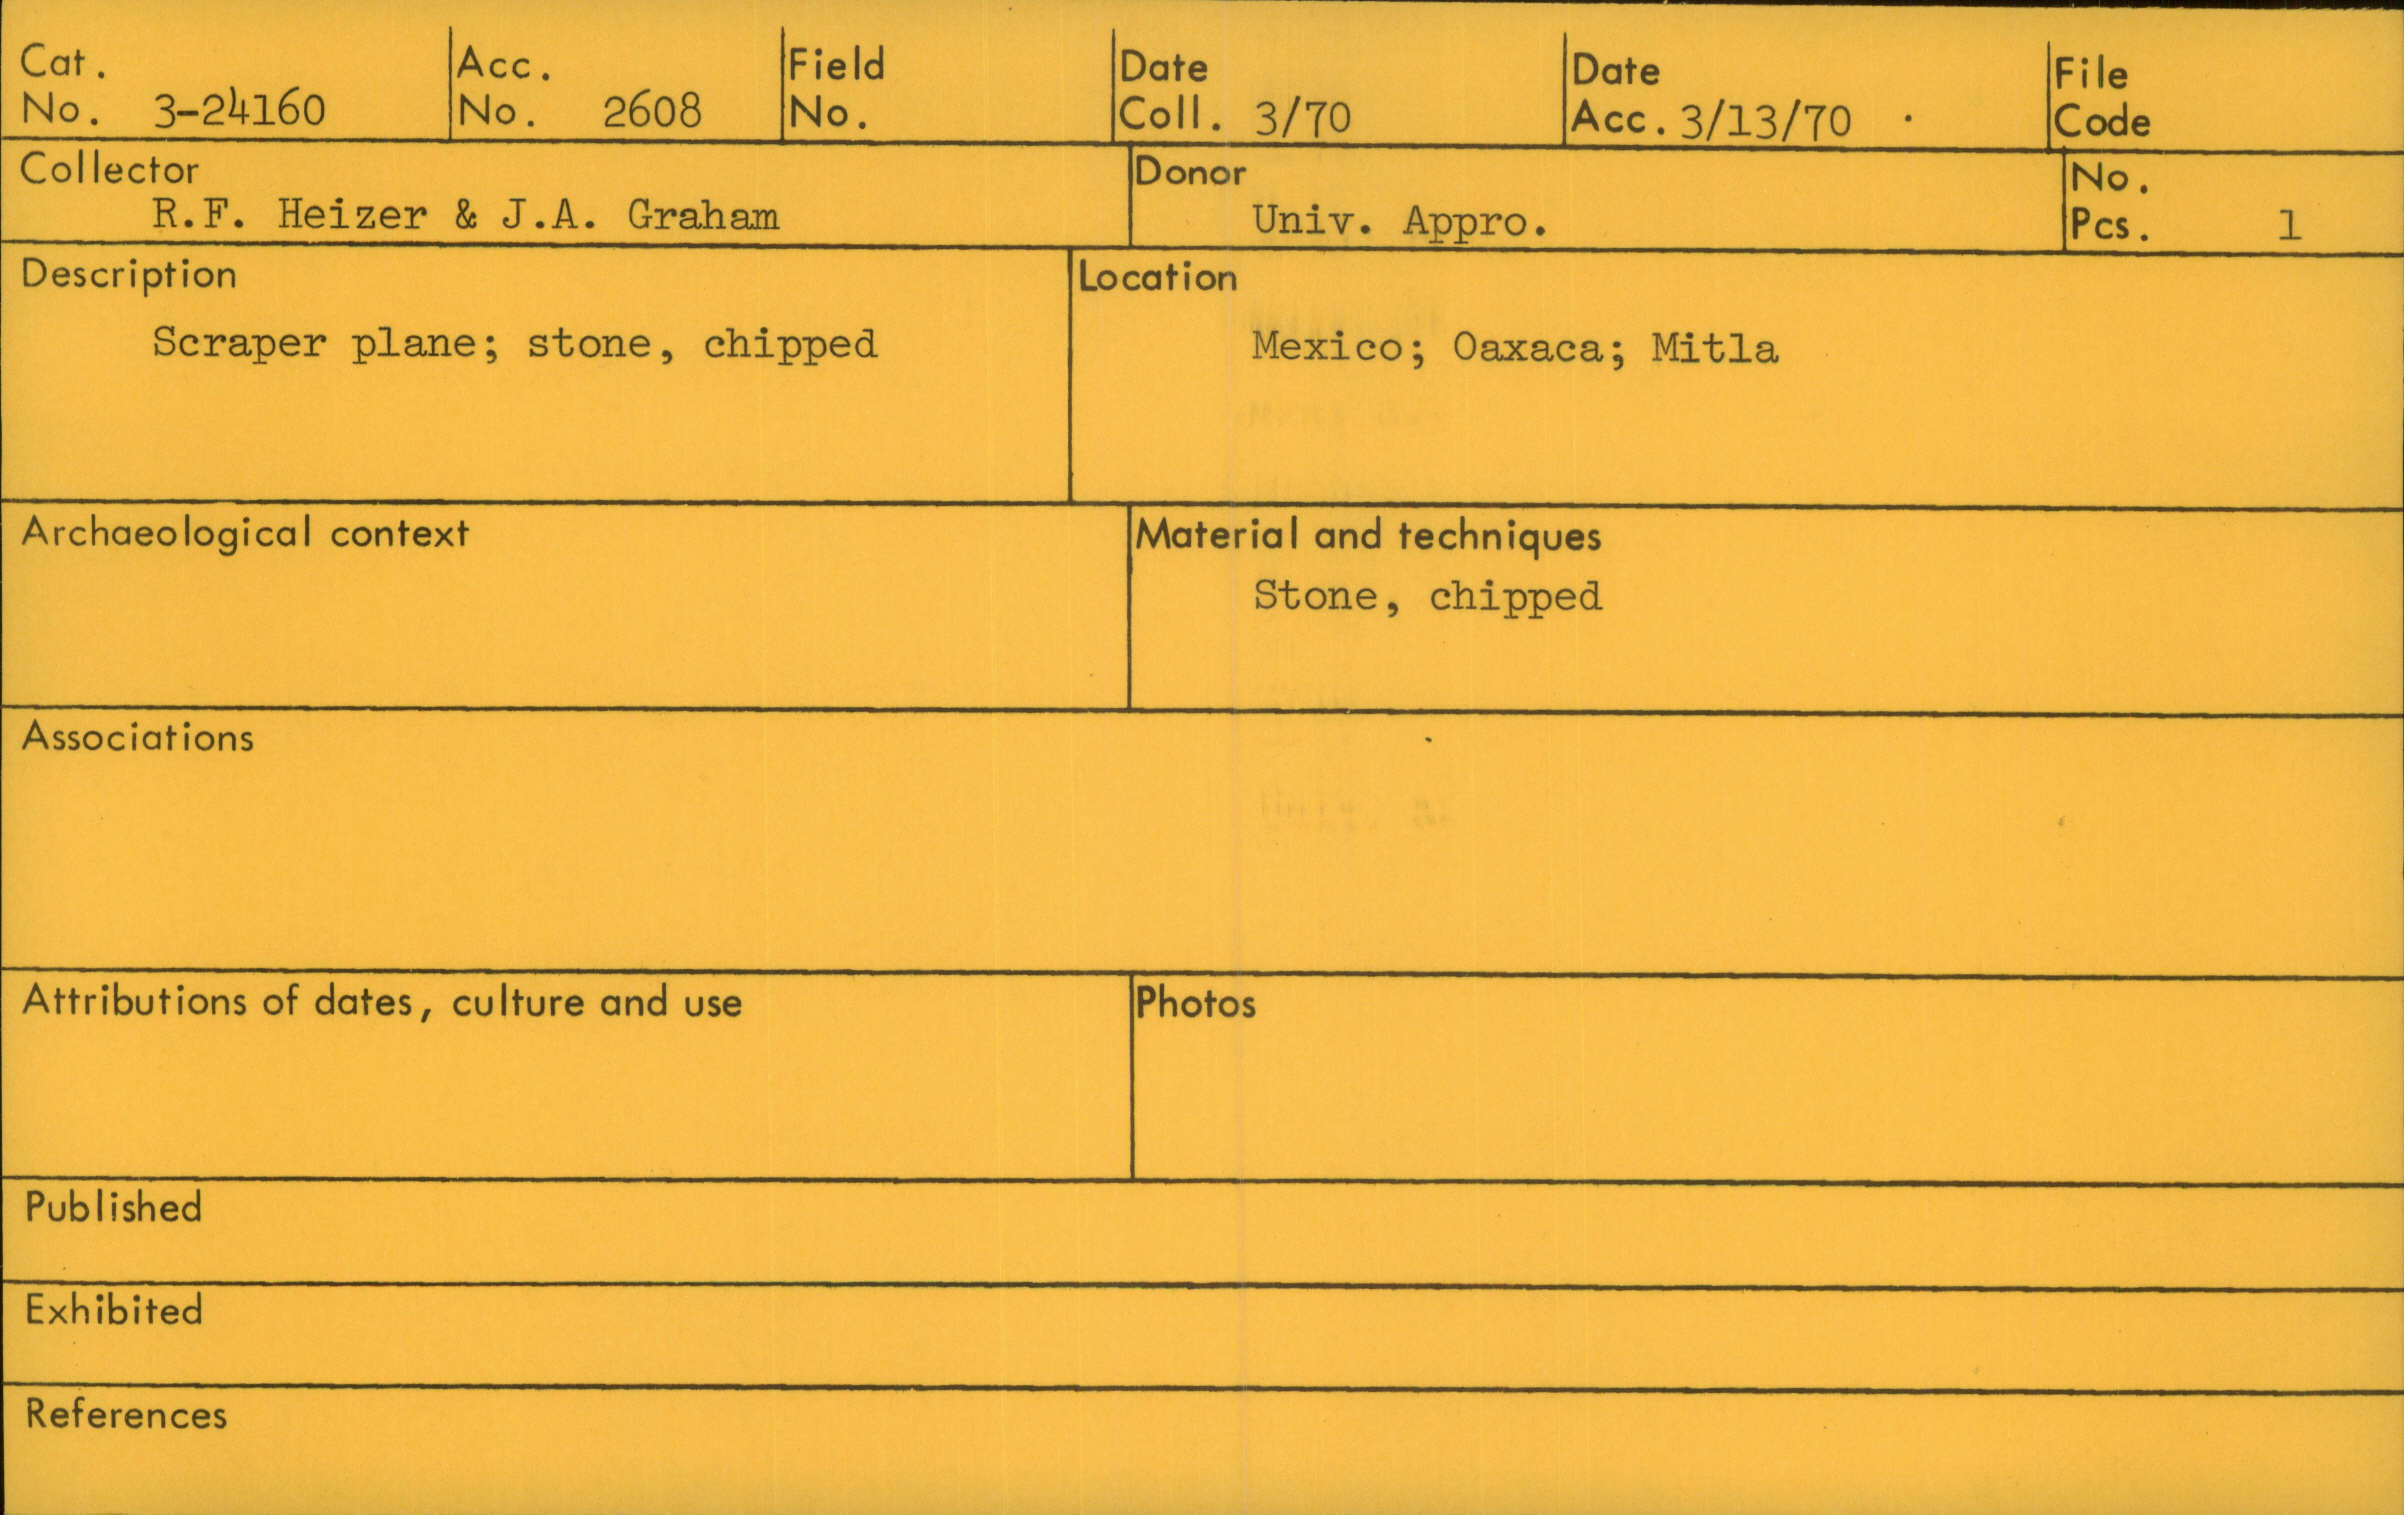 Cat. No. 3-24160
Acc. No. 2608
Field No.
Date Coll. 3/70
Date Acc. 3/13/70
File Code
Collector
R.F. Heizer & J.A. Graham
Donor
Univ. Appro.
No. Pcs. 1
Description
Scraper plane; stone, chipped
Location
Mexico; Oaxaca; Mitla
Archaeological context
Material and techniques
Stone, chipped
Associations
Attributions of dates, culture and use
Photos
Published
Exhibited
References